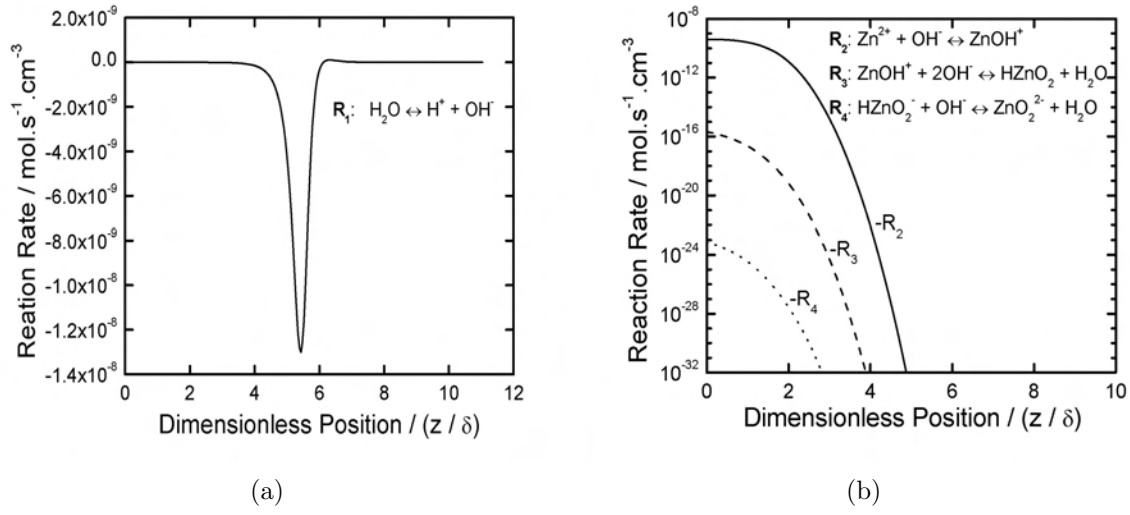 2.0x10⁻⁹
0.0
-2.0x10⁻⁹
-4.0x10⁻⁹
-6.0x10⁻⁹
-8.0x10⁻⁹
-1.0x10⁻⁸
-1.2x10⁻⁸
-1.4x10⁻⁸
Reation Rate / mol.s⁻¹.cm⁻³
R₁: H₂O ↔ H⁺ + OH⁻
0 2 4 6 8 10 12
Dimensionless Position / (z / δ)
(a)
10⁻⁸
10⁻¹²
10⁻¹⁶
10⁻²⁰
10⁻²⁴
10⁻²⁸
10⁻³²
Reaction Rate / mol.s⁻¹.cm⁻³
R₂: Zn²⁺ + OH⁻ ↔ ZnOH⁺
R₃: ZnOH⁺ + 2OH⁻ ↔ HZnO₂ + H₂O
R₄: HZnO₂⁻ + OH⁻ ↔ ZnO₂²⁻ + H₂O
-R₂
-R₃
-R₄
0 2 4 6 8 10
Dimensionless Position / (z / δ)
(b)